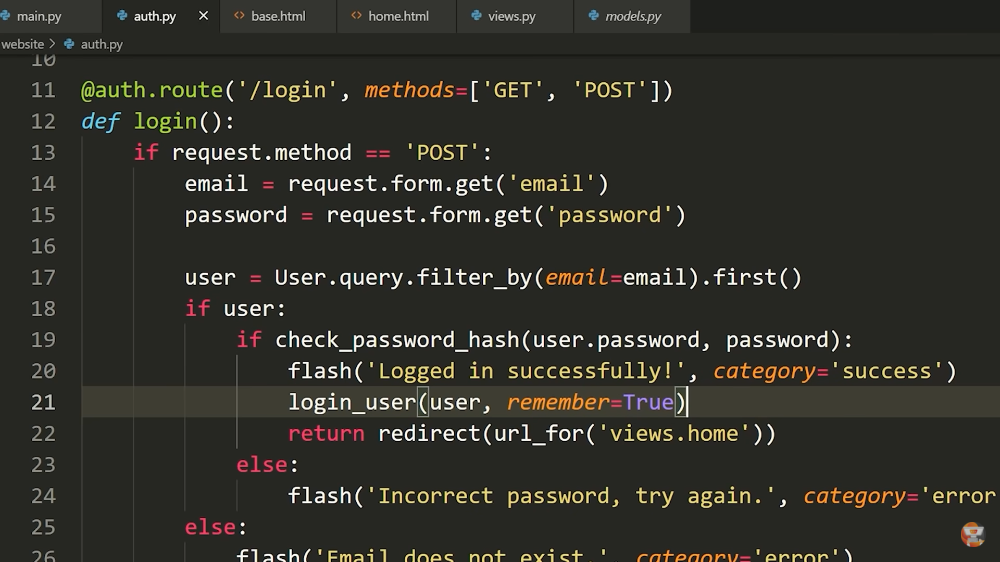 main.py auth.py base.html home.html views.py models.py
website > auth.py
10
11 @auth.route('/login', methods=['GET', 'POST'])
12 def login():
13 if request.method == 'POST':
14 email = request.form.get('email')
15 password = request.form.get('password')
16
17 user = User.query.filter_by(email=email).first()
18 if user:
19 if check_password_hash(user.password, password):
20 flash('Logged in successfully!', category='success')
21 login_user(user, remember=True)
22 return redirect(url_for('views.home'))
23 else:
24 flash('Incorrect password, try again.', category='error
25 else:
26 flash('Email does not exist.', category='error')